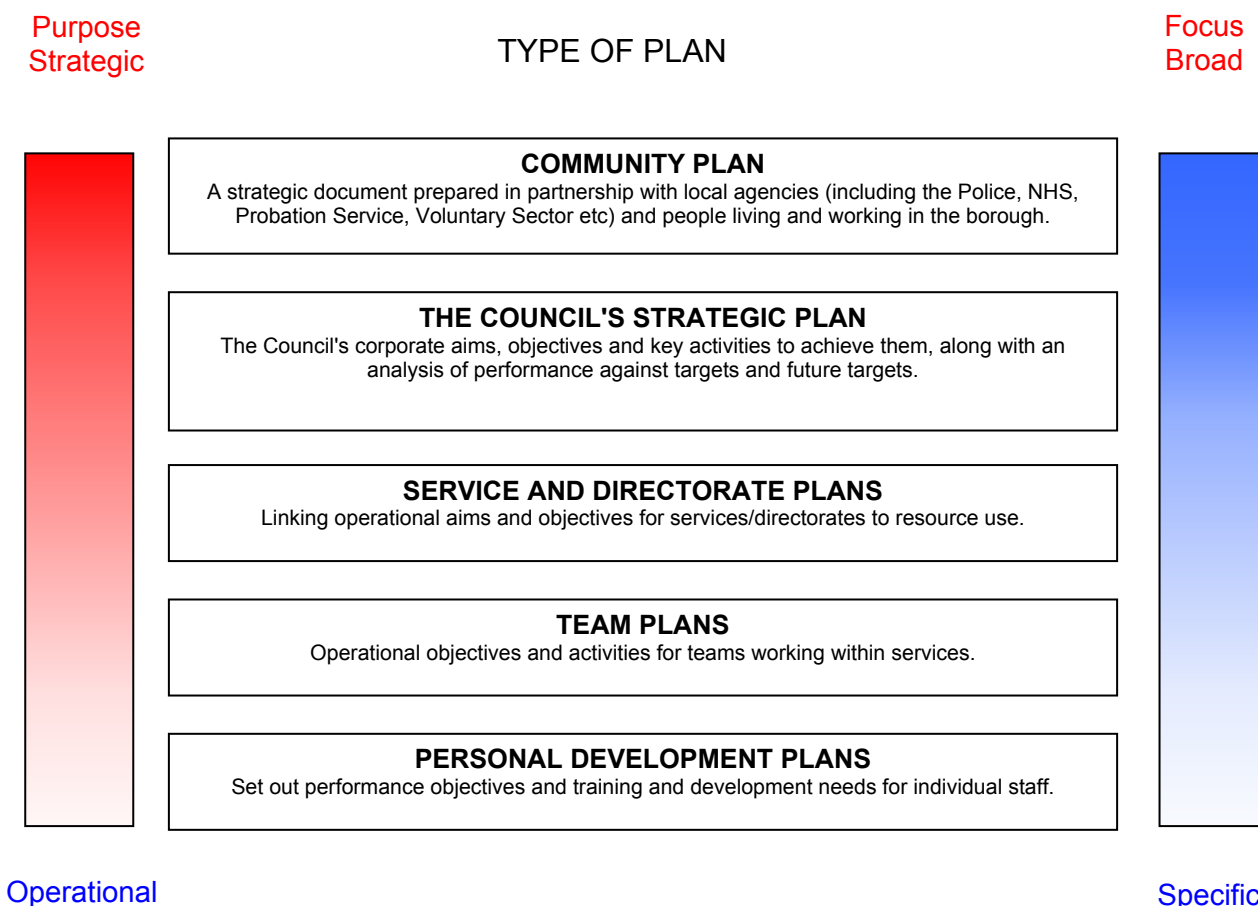 Purpose
Strategic
TYPE OF PLAN
Focus
Broad
COMMUNITY PLAN
A strategic document prepared in partnership with local agencies (including the Police, NHS,
Probation Service, Voluntary Sector etc) and people living and working in the borough.
THE COUNCIL'S STRATEGIC PLAN
The Council's corporate aims, objectives and key activities to achieve them, along with an
analysis of performance against targets and future targets.
SERVICE AND DIRECTORATE PLANS
Linking operational aims and objectives for services/directorates to resource use.
TEAM PLANS
Operational objectives and activities for teams working within services.
PERSONAL DEVELOPMENT PLANS
Set out performance objectives and training and development needs for individual staff.
Operational
Specific